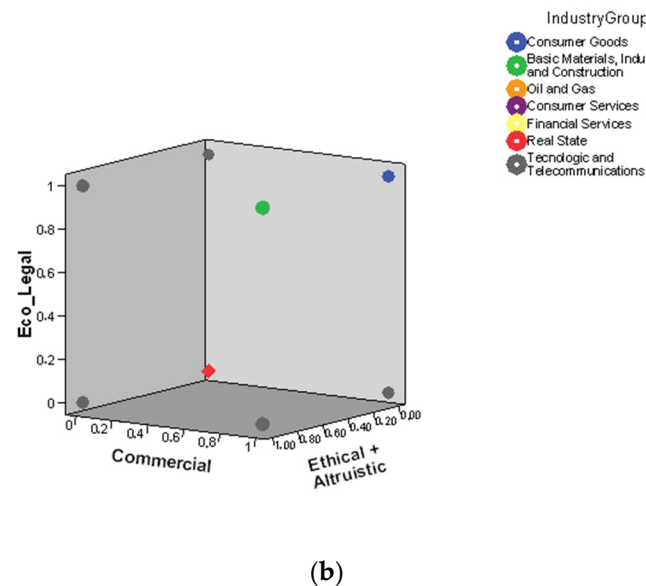 IndustryGroup
Consumer Goods
Basic Materials, Indu
and Construction
Oil and Gas
Consumer Services
Financial Services
Real State
Tecnologic and
Telecommunications
Eco_Legal
1
0.8
0.6
0.4
0.2
0
0
0.2
0.4
0.6
0.8
1
Commercial
1.00
0.80
0.60
0.40
0.20
0.00
Ethical +
Altruistic
(b)